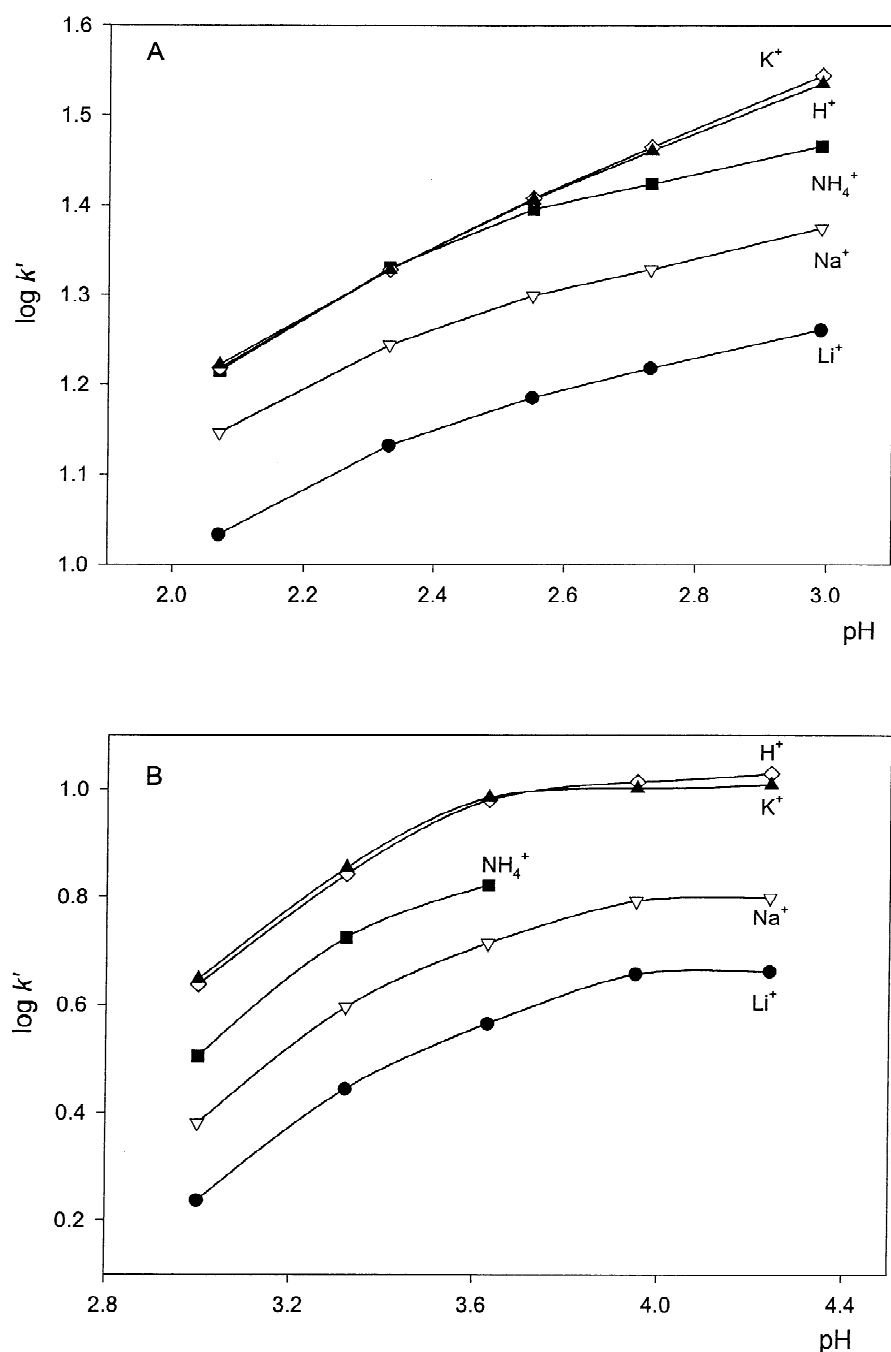 A
1.6
1.5
1.4
1.3
1.2
1.1
1.0
log k'
K⁺
H⁺
NH₄⁺
Na⁺
Li⁺
2.0 2.2 2.4 2.6 2.8 3.0
pH
B
1.0
0.8
0.6
0.4
0.2
log k'
H⁺
K⁺
NH₄⁺
Na⁺
Li⁺
2.8 3.2 3.6 4.0 4.4
pH